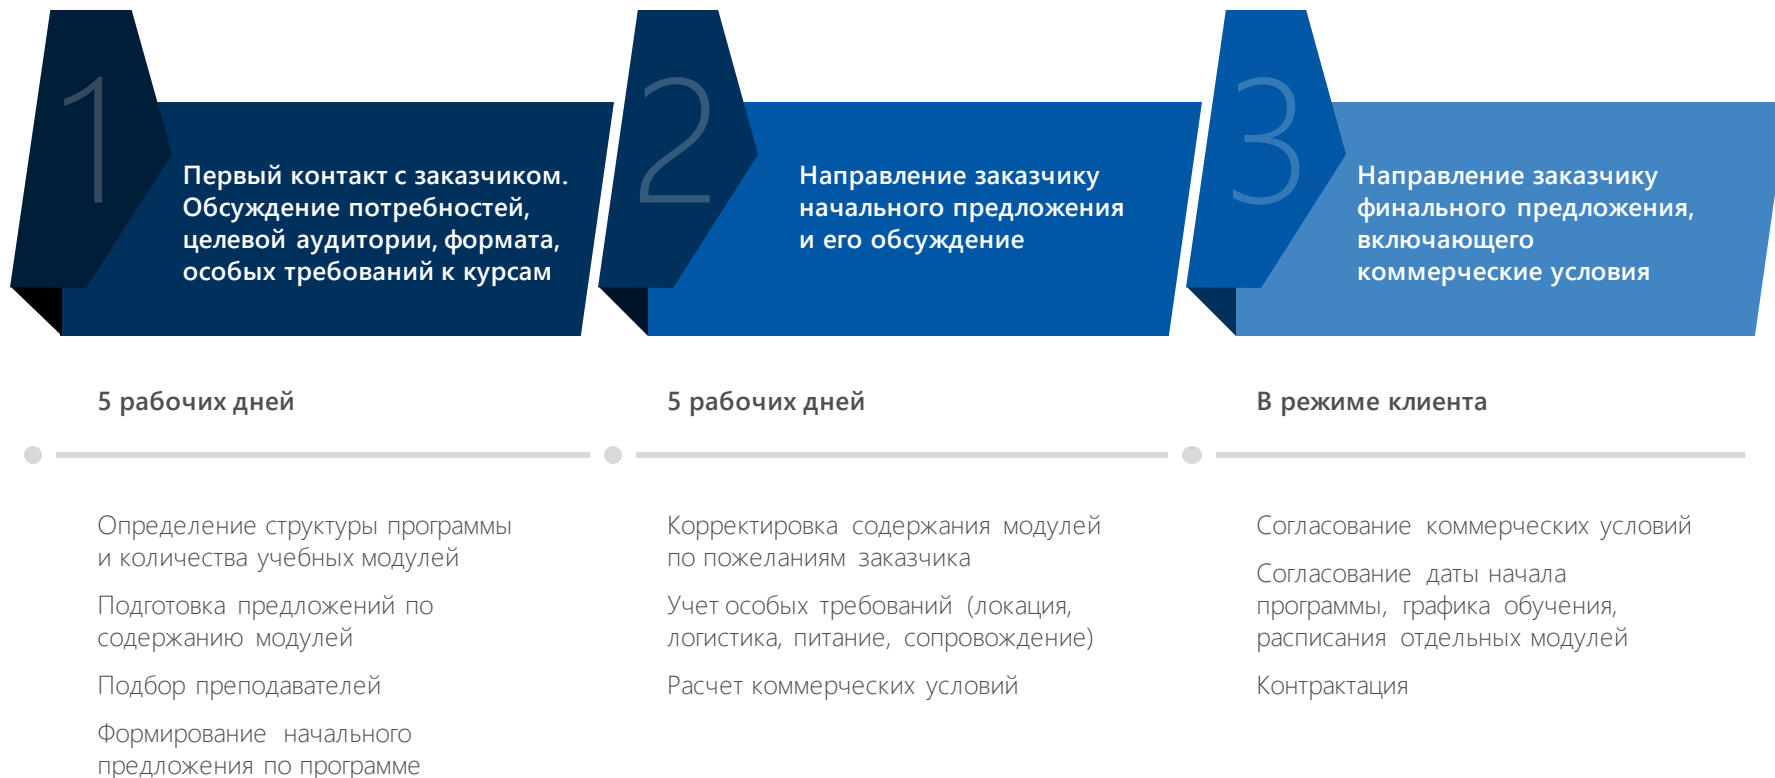 1
Первый контакт с заказчиком.
Обсуждение потребностей,
целевой аудитории, формата,
особых требований к курсам
2
Направление заказчику
начального предложения
и его обсуждение
3
Направление заказчику
финального предложения,
включающего
коммерческие условия
5 рабочих дней
5 рабочих дней
В режиме клиента
Определение структуры программы
и количества учебных модулей
Подготовка предложений по
содержанию модулей
Подбор преподавателей
Формирование начального
предложения по программе
Корректировка содержания модулей
по пожеланиям заказчика
Учет особых требований (локация,
логистика, питание, сопровождение)
Расчет коммерческих условий
Согласование коммерческих условий
Согласование даты начала
программы, графика обучения,
расписания отдельных модулей
Контрактация